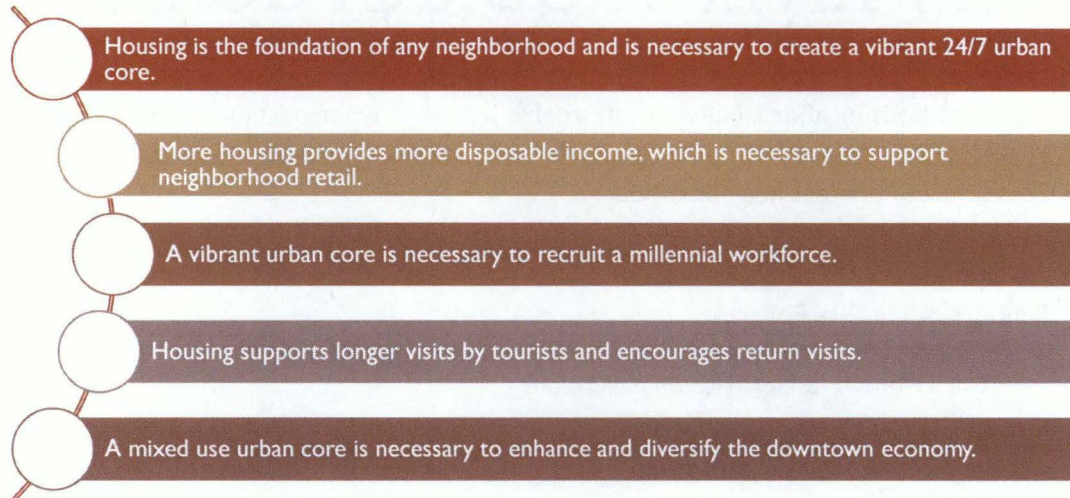 Housing is the foundation of any neighborhood and is necessary to create a vibrant 24/7 urban
core.
More housing provides more disposable income, which is necessary to support
neighborhood retail.
A vibrant urban core is necessary to recruit a millennial workforce.
Housing supports longer visits by tourists and encourages return visits.
A mixed use urban core is necessary to enhance and diversify the downtown economy.